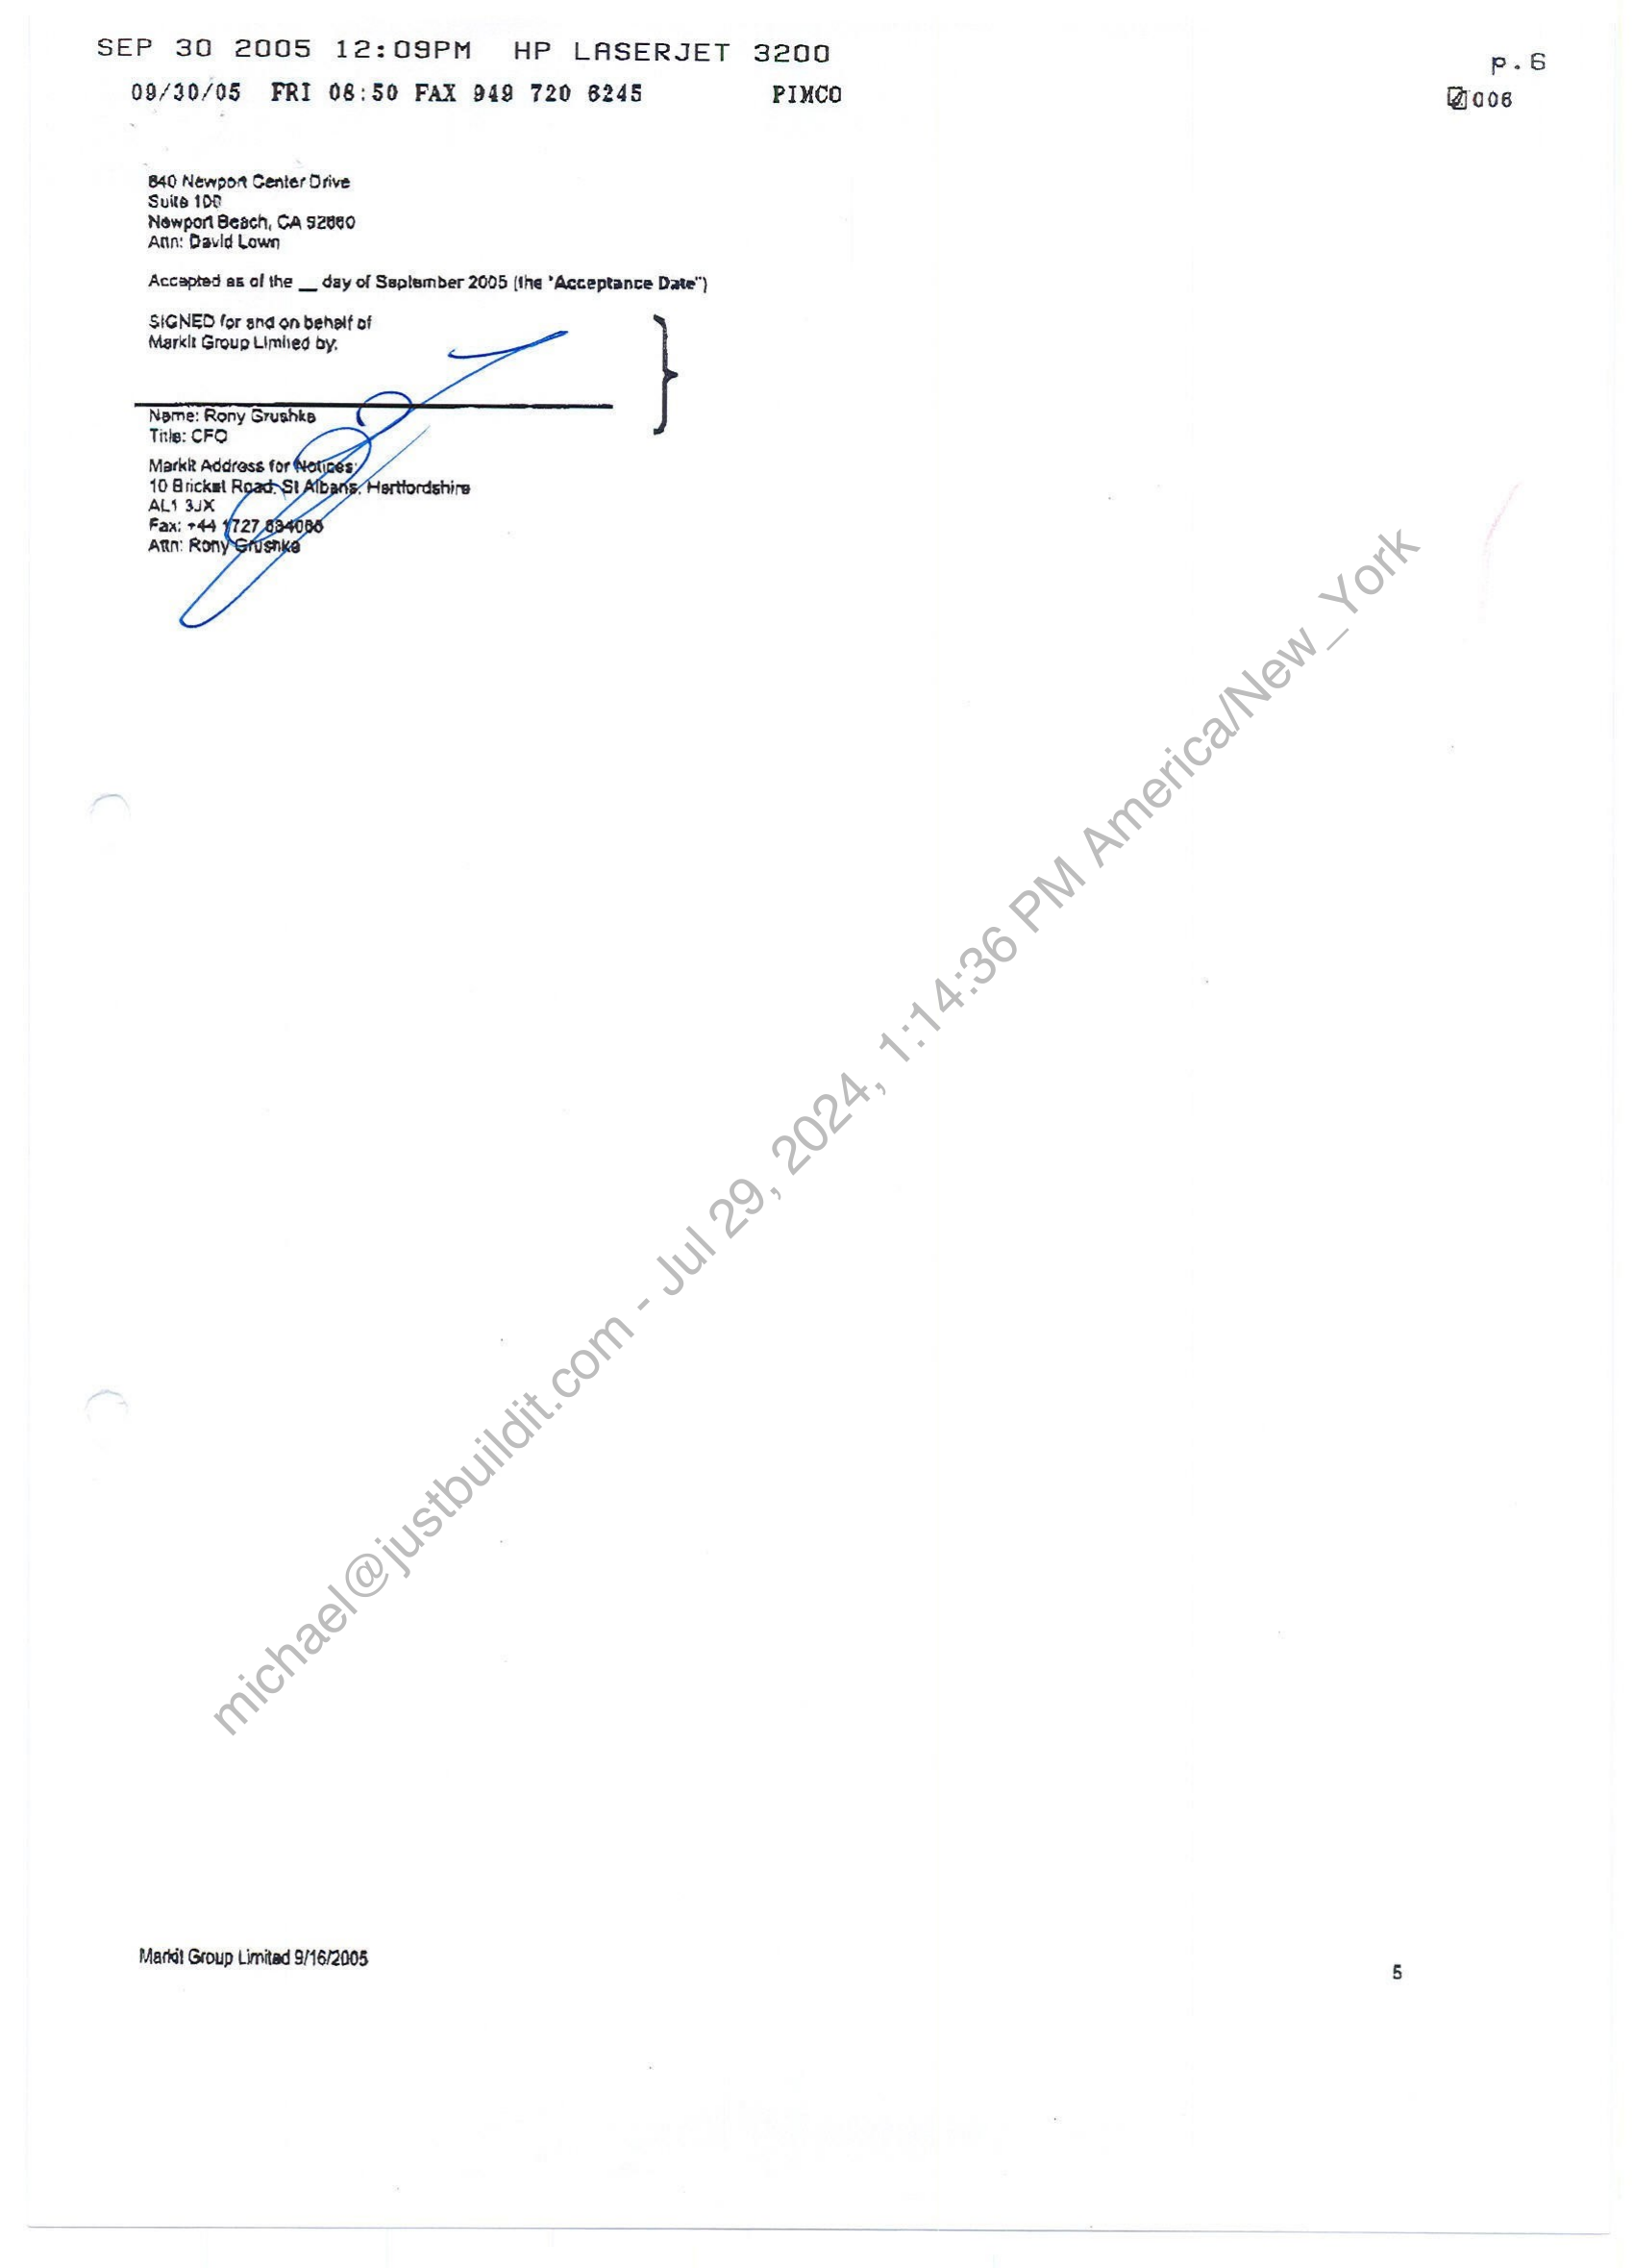 SEP 30 2005 12:09PM HP LASERJET 3200 p.6
09/30/05 FRI 08:50 FAX 949 720 6245 PIMCO 006
840 Newport Center Drive
Suite 100
Newport Beach, CA 92660
Attn: David Lown
Accepted as of the __ day of September 2005 (the "Acceptance Date")
SIGNED for and on behalf of
Markit Group Limited by:
Name: Rony Grushka
Title: CFO
Markit Address for Notices:
10 Bricket Road, St Albans, Hertfordshire
AL1 3JX
Fax: +44 1727
Attn: Rony Grushka
michael@justbuildit.com - Jul 29, 2024, 1:14:36 PM America/New_York
Markit Group Limited 9/16/2005
5